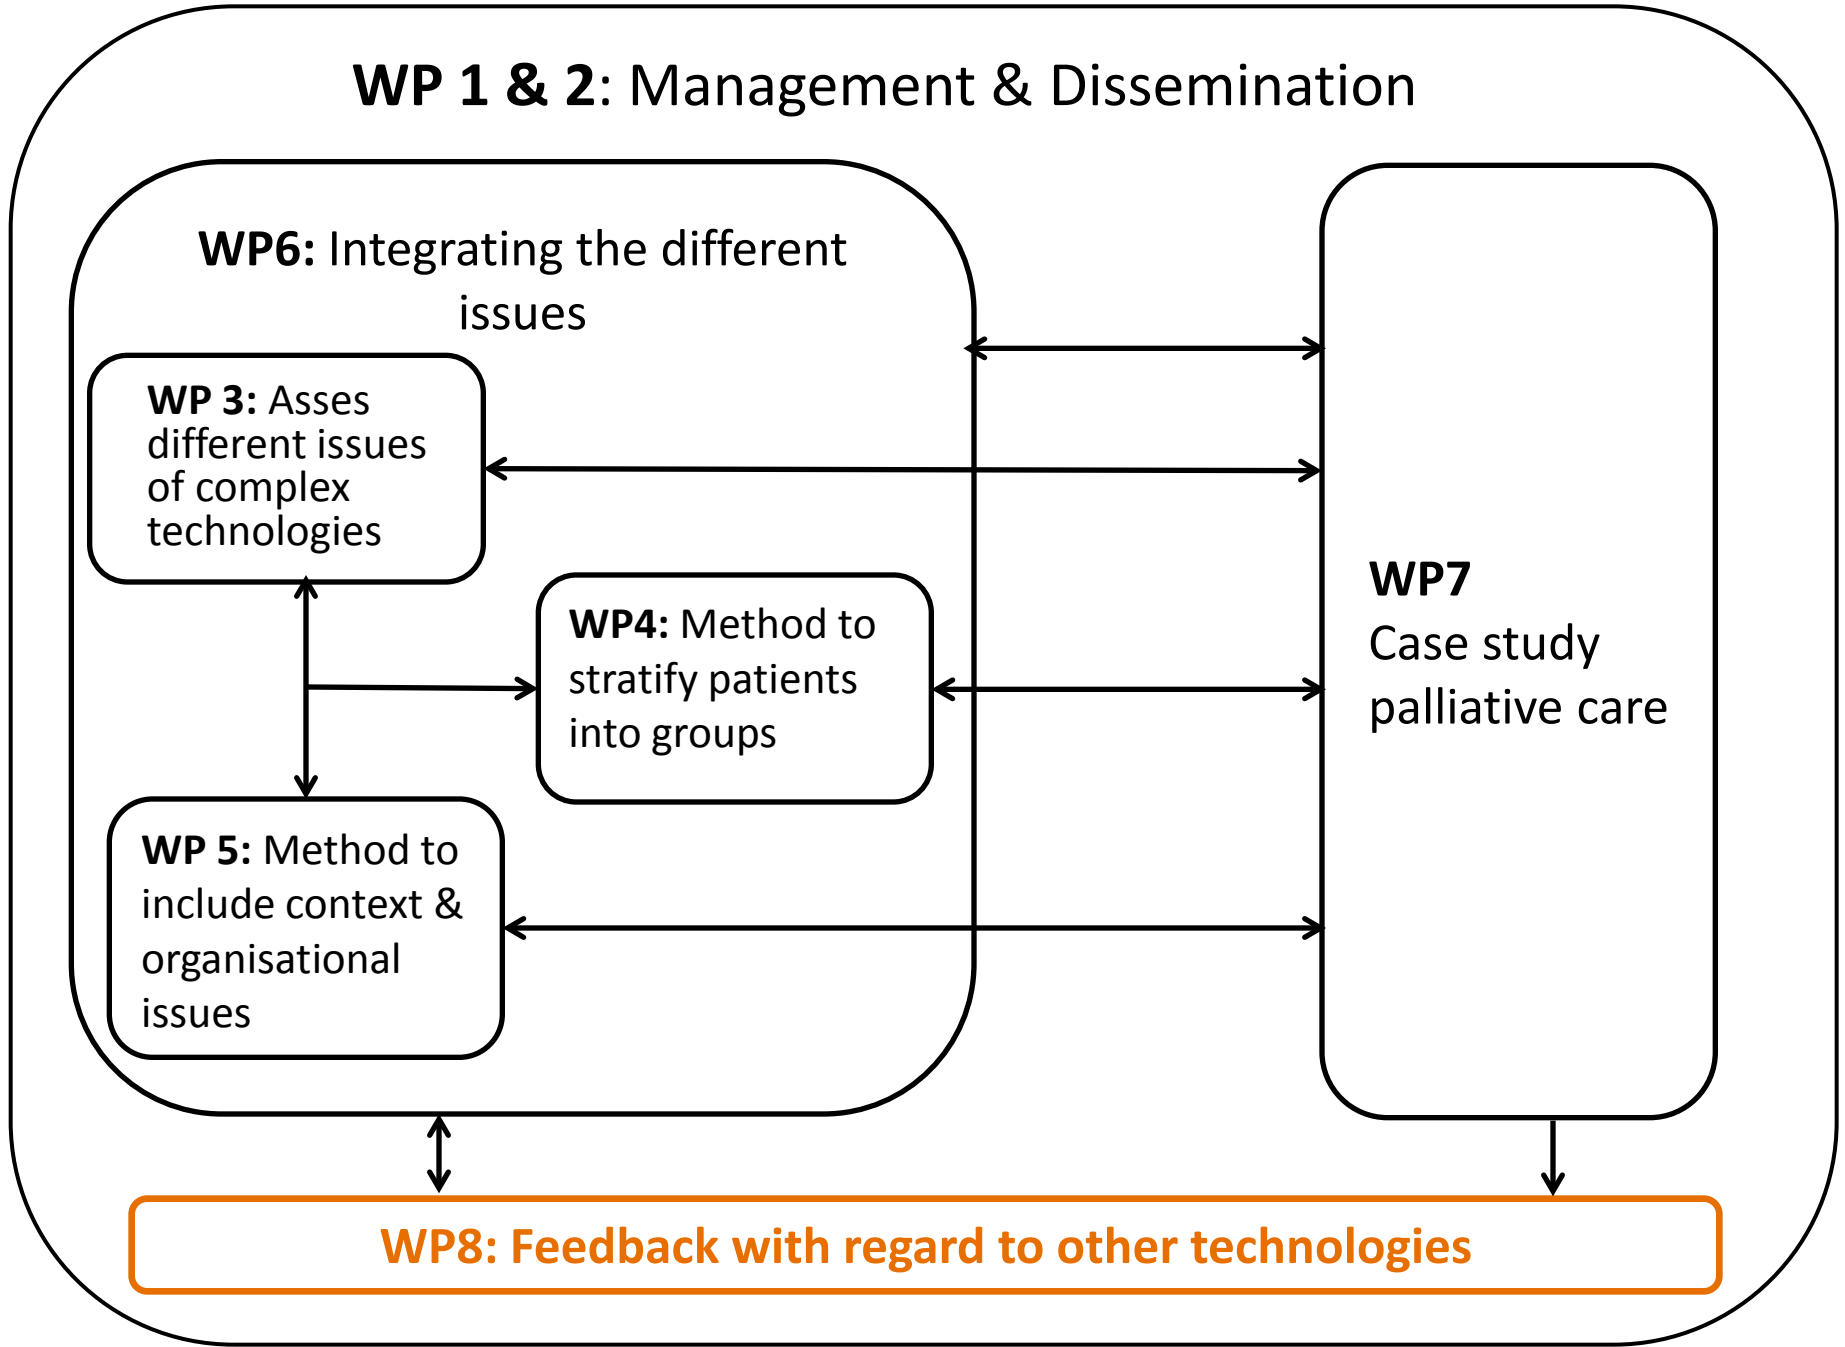 WP 1 & 2: Management & Dissemination
WP6: Integrating the different
issues
WP 3: Asses
different issues
of complex
technologies
WP4: Method to
stratify patients
into groups
WP 5: Method to
include context &
organisational
issues
WP7
Case study
palliative care
WP8: Feedback with regard to other technologies